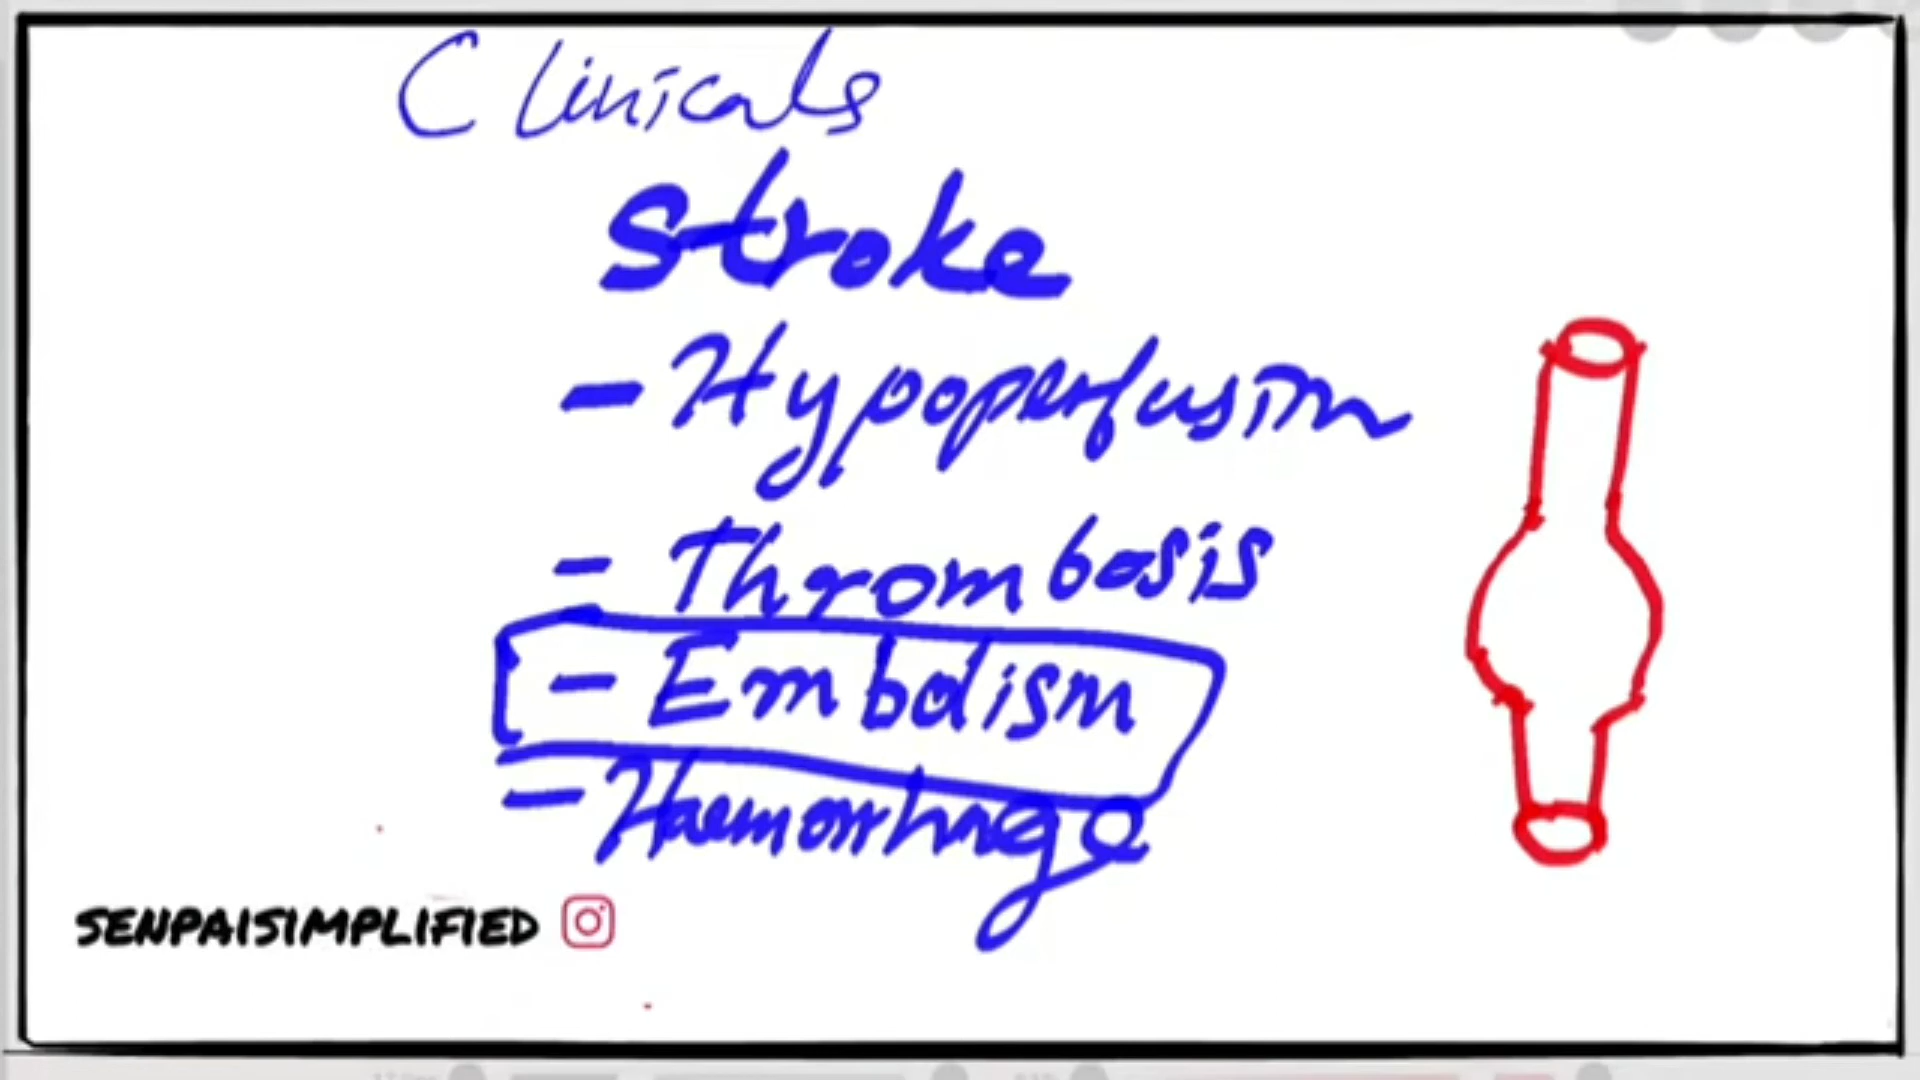 Clinicals
Stroke
- Hypoperfusion
- Thrombosis
- Embolism
- Haemorrhage
SENPAISIMPLIFIED